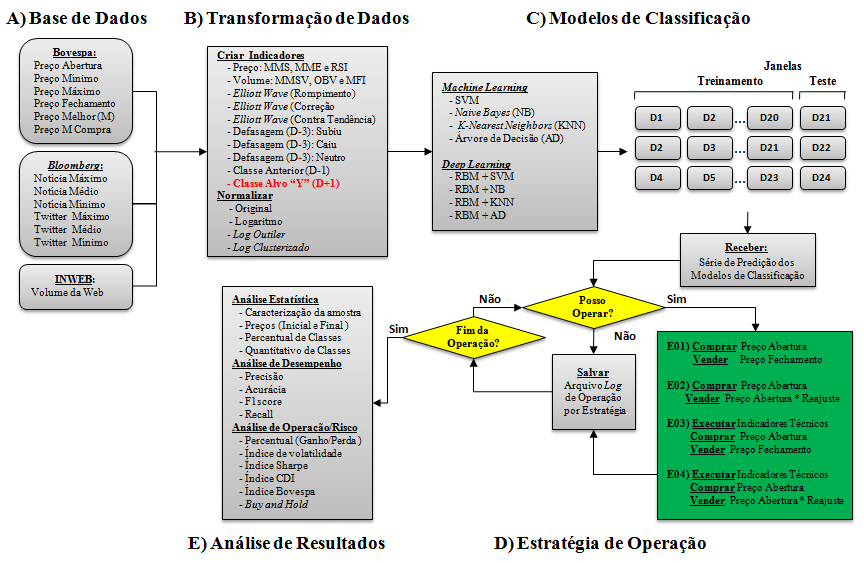 A) Base de Dados
Bovespa:
Preço Abertura
Preço Mínimo
Preço Máximo
Preço Fechamento
Preço Melhor (M)
Preço M Compra
Bloomberg:
Noticia Máximo
Noticia Médio
Noticia Minimo
Twitter Máximo
Twitter Médio
Twitter Minimo
INWEB:
Volume da Web
B) Transformação de Dados
Criar Indicadores
- Preço: MMS, MME e RSI
- Volume: MMSV, OBV e MFI
- Elliott Wave (Rompimento)
- Elliott Wave (Correção
- Elliott Wave (Contra Tendência)
- Defasagem (D-3): Subiu
- Defasagem (D-3): Caiu
- Defasagem (D-3): Neutro
- Classe Anterior (D-1)
- Classe Alvo “Y” (D+1)
Normalizar
- Original
- Logaritmo
- Log Outiler
- Log Clusterizado
C) Modelos de Classificação
Machine Learning
- SVM
- Naive Bayes (NB)
- K-Nearest Neighbors (KNN)
- Árvore de Decisão (AD)
Deep Learning
- RBM + SVM
- RBM + NB
- RBM + KNN
- RBM + AD
Janelas
Treinamento Teste
D1 D2 ... D20 D21
D2 D3 ... D21 D22
D4 D5 ... D23 D24
Receber:
Série de Predição dos
Modelos de Classificação
Posso
Operar?
Sim
Não
Não
E01) Comprar Preço Abertura
Vender Preço Fechamento
E02) Comprar Preço Abertura
Vender Preço Abertura * Reajuste
E03) Executar Indicadores Técnicos
Comprar Preço Abertura
Vender Preço Fechamento
E04) Executar Indicadores Técnicos
Comprar Preço Abertura
Vender Preço Abertura * Reajuste
Salvar
Arquivo Log
de Operação
por Estratégia
Fim da
Operação?
Sim
D) Estratégia de Operação
Análise Estatística
- Caracterização da amostra
- Preços (Inicial e Final )
- Percentual de Classes
- Quantitativo de Classes
Análise de Desempenho
- Precisão
- Acurácia
- F1score
- Recall
Análise de Operação/Risco
- Percentual (Ganho/Perda )
- Índice de volatilidade
- Índice Sharpe
- Índice CDI
- Índice Bovespa
- Buy and Hold
E) Análise de Resultados